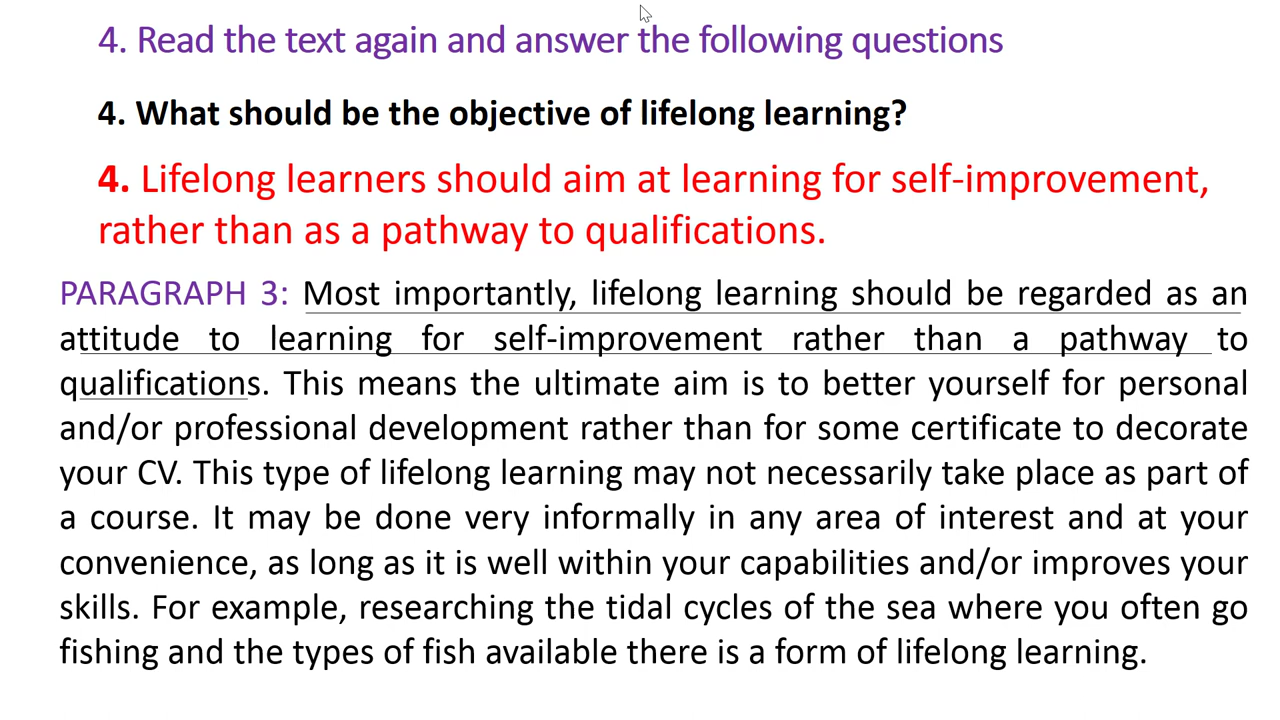 4. Read the text again and answer the following questions
4. What should be the objective of lifelong learning?
4. Lifelong learners should aim at learning for self-improvement,
rather than as a pathway to qualifications.
PARAGRAPH 3: Most importantly, lifelong learning should be regarded as an
attitude to learning for self-improvement rather than a pathway to
qualifications. This means the ultimate aim is to better yourself for personal
and/or professional development rather than for some certificate to decorate
your CV. This type of lifelong learning may not necessarily take place as part of
a course. It may be done very informally in any area of interest and at your
convenience, as long as it is well within your capabilities and/or improves your
skills. For example, researching the tidal cycles of the sea where you often go
fishing and the types of fish available there is a form of lifelong learning.